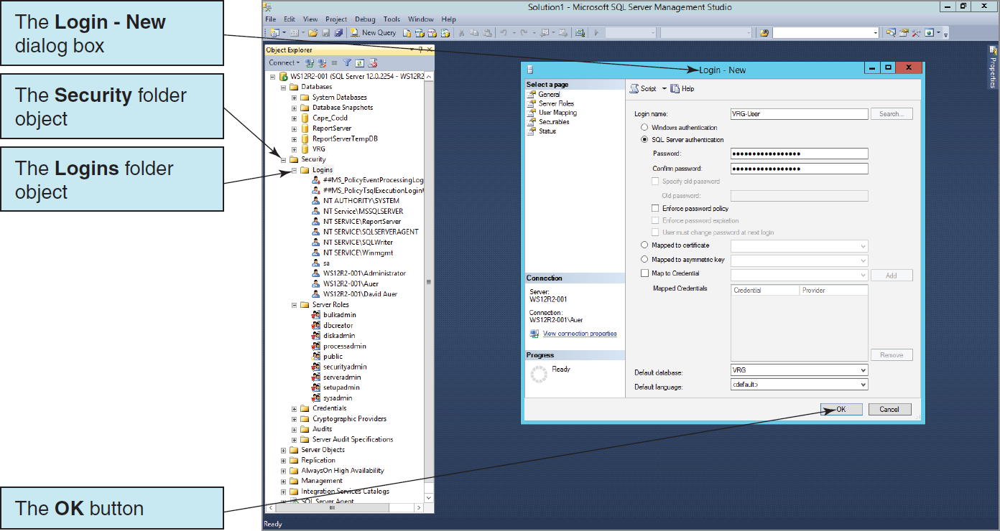 The Login - New
dialog box
The Security folder
object
The Logins folder
object
The OK button
Solution1 - Microsoft SQL Server Management Studio
File Edit View Project Debug Tools Window Help
New Query
Object Explorer
Connect
WS12R2-001 (SQL Server 12.0.2254 - WS12R2
Databases
System Databases
Database Snapshots
Cape_Codd
ReportServer
ReportServerTempDB
VRG
Security
Logins
##MS_PolicyEventProcessingLog
##MS_PolicyTsqlExecutionLogin#
NT AUTHORITY\SYSTEM
NT Service\MSSQLSERVER
NT SERVICE\ReportServer
NT SERVICE\SQLSERVERAGENT
NT SERVICE\SQLWriter
NT SERVICE\Winmgmt
sa
WS12R2-001\Administrator
WS12R2-001\Auer
WS12R2-001\David Auer
Server Roles
bulkadmin
dbcreator
diskadmin
processadmin
public
securityadmin
serveradmin
setupadmin
sysadmin
Credentials
Cryptographic Providers
Audits
Server Audit Specifications
Server Objects
Replication
AlwaysOn High Availability
Management
Integration Services Catalogs
SQL Server Agent
Ready
Properties
Login - New
Select a page
General
Server Roles
User Mapping
Securables
Status
Connection
Server:
WS12R2-001
Connection:
WS12R2-001\Auer
View connection properties
Progress
Ready
Script Help
Login name: VRG-User Search...
Windows authentication
SQL Server authentication
Password: ●●●●●●●●●●●●●●●●●
Confirm password: ●●●●●●●●●●●●●●●●●
Specify old password
Old password:
Enforce password policy
Enforce password expiration
User must change password at next login
Mapped to certificate
Mapped to asymmetric key
Map to Credential Add
Mapped Credentials Credential Provider
Remove
Default database: VRG
Default language: <default>
OK Cancel